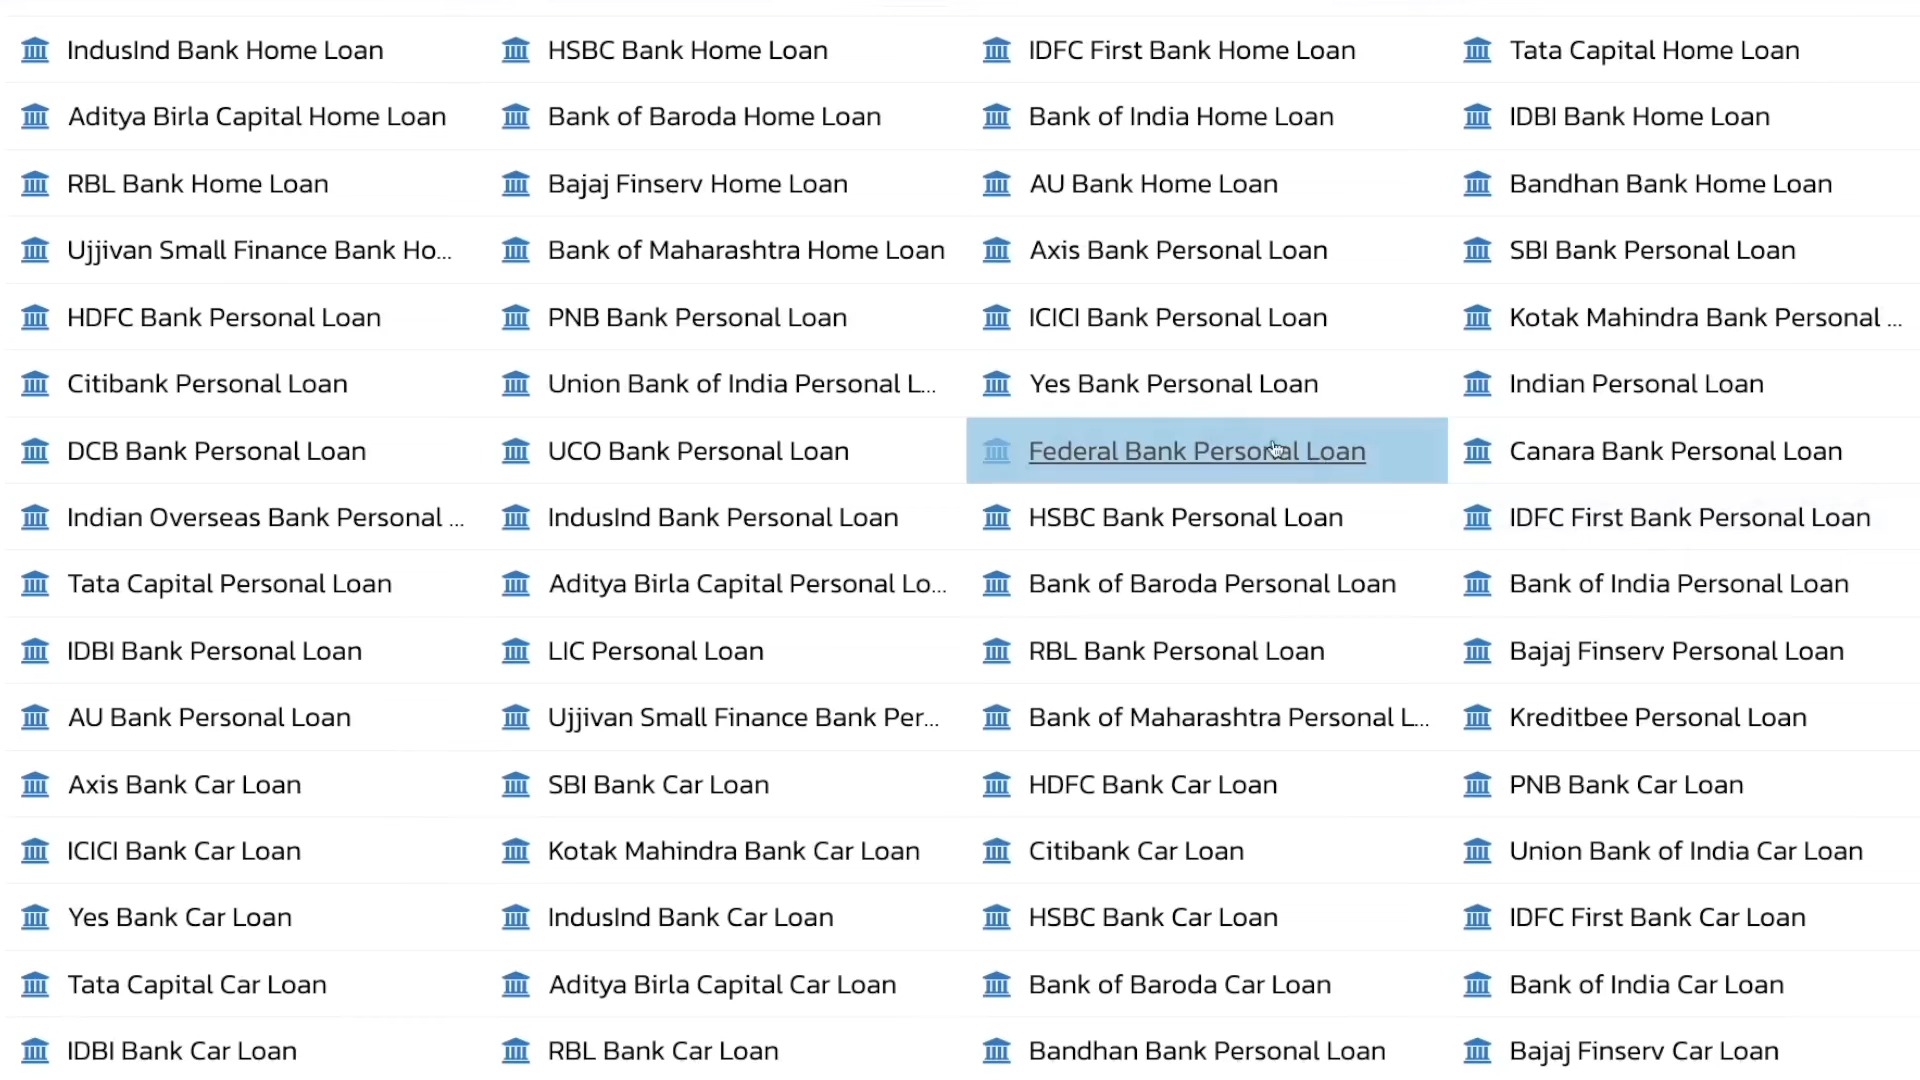 IndusInd Bank Home Loan
HSBC Bank Home Loan
IDFC First Bank Home Loan
Tata Capital Home Loan
Aditya Birla Capital Home Loan
Bank of Baroda Home Loan
Bank of India Home Loan
IDBI Bank Home Loan
RBL Bank Home Loan
Bajaj Finserv Home Loan
AU Bank Home Loan
Bandhan Bank Home Loan
Ujjivan Small Finance Bank Ho...
Bank of Maharashtra Home Loan
Axis Bank Personal Loan
SBI Bank Personal Loan
HDFC Bank Personal Loan
PNB Bank Personal Loan
ICICI Bank Personal Loan
Kotak Mahindra Bank Personal ...
Citibank Personal Loan
Union Bank of India Personal L...
Yes Bank Personal Loan
Indian Personal Loan
DCB Bank Personal Loan
UCO Bank Personal Loan
Federal Bank Personal Loan
Canara Bank Personal Loan
Indian Overseas Bank Personal ...
IndusInd Bank Personal Loan
HSBC Bank Personal Loan
IDFC First Bank Personal Loan
Tata Capital Personal Loan
Aditya Birla Capital Personal Lo...
Bank of Baroda Personal Loan
Bank of India Personal Loan
IDBI Bank Personal Loan
LIC Personal Loan
RBL Bank Personal Loan
Bajaj Finserv Personal Loan
AU Bank Personal Loan
Ujjivan Small Finance Bank Per...
Bank of Maharashtra Personal L...
Kreditbee Personal Loan
Axis Bank Car Loan
SBI Bank Car Loan
HDFC Bank Car Loan
PNB Bank Car Loan
ICICI Bank Car Loan
Kotak Mahindra Bank Car Loan
Citibank Car Loan
Union Bank of India Car Loan
Yes Bank Car Loan
IndusInd Bank Car Loan
HSBC Bank Car Loan
IDFC First Bank Car Loan
Tata Capital Car Loan
Aditya Birla Capital Car Loan
Bank of Baroda Car Loan
Bank of India Car Loan
IDBI Bank Car Loan
RBL Bank Car Loan
Bandhan Bank Personal Loan
Bajaj Finserv Car Loan